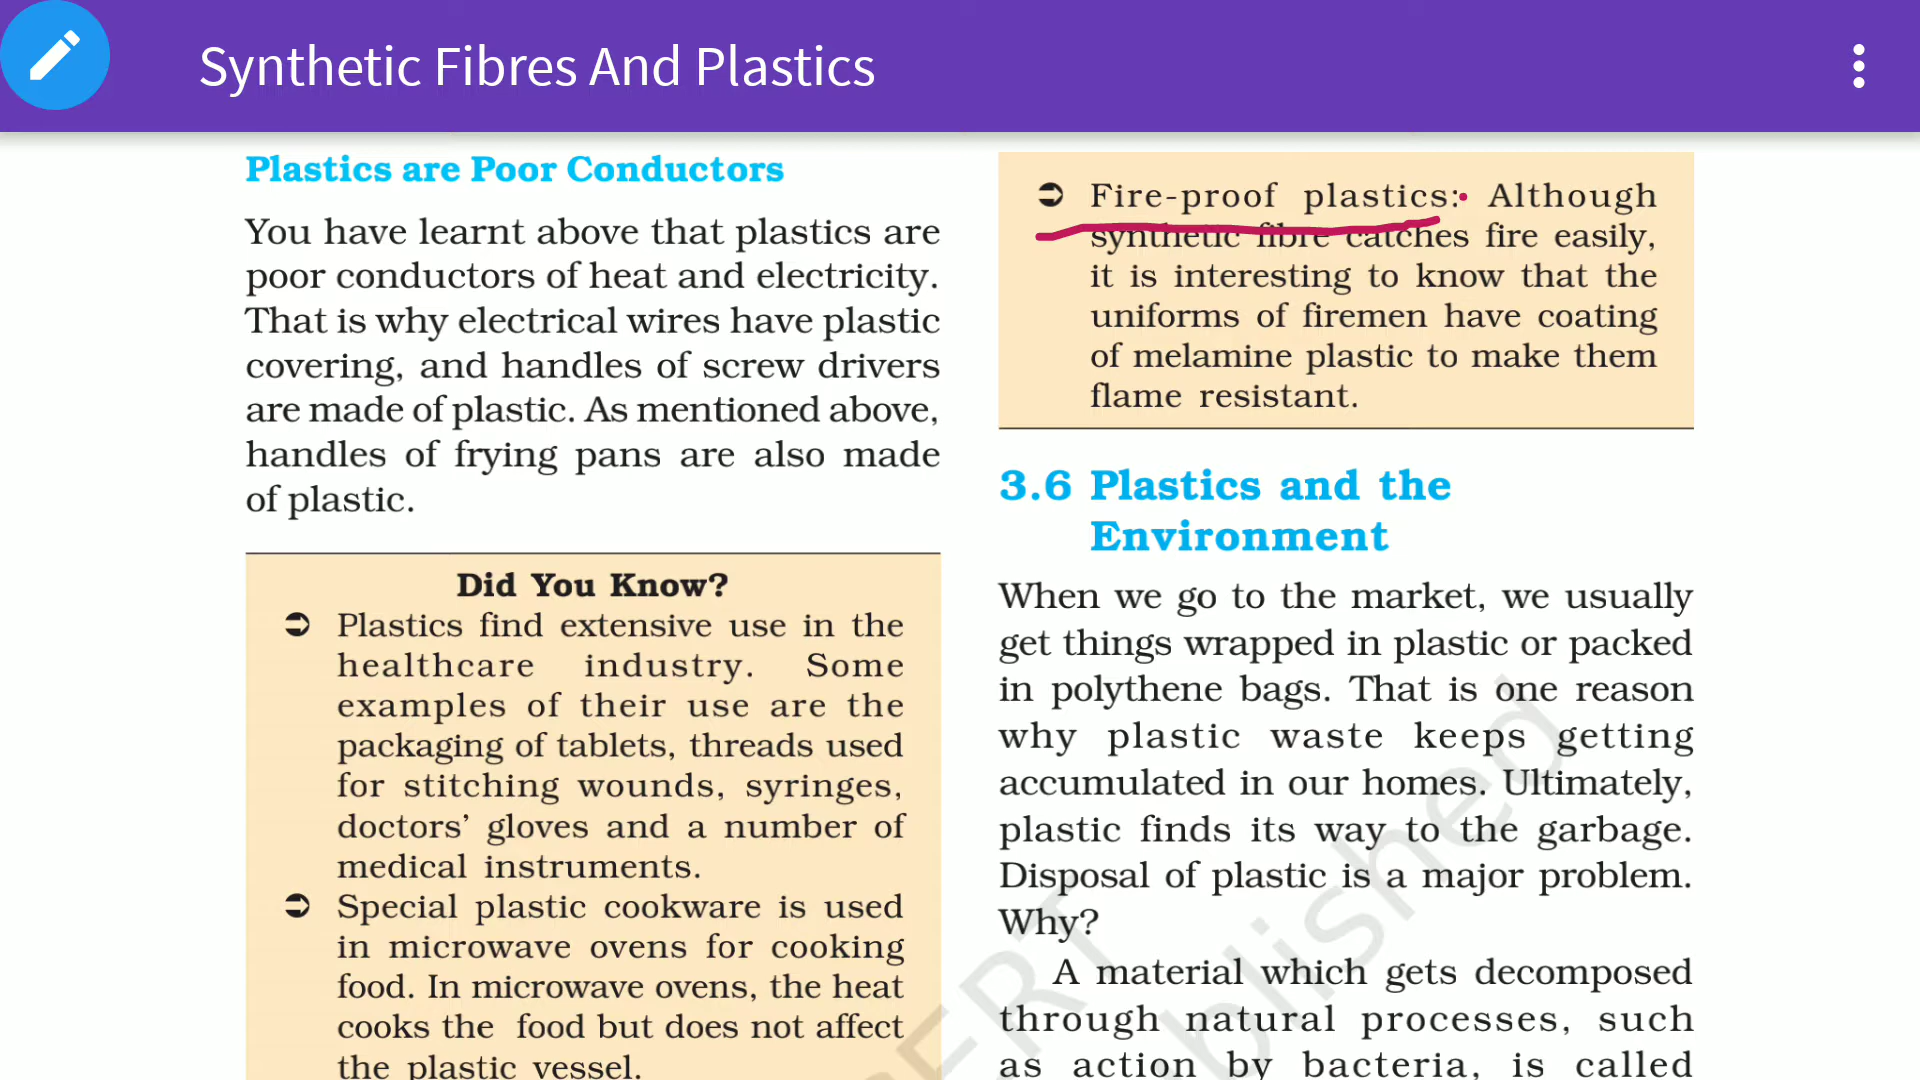 Synthetic Fibres And Plastics
Plastics are Poor Conductors
You have learnt above that plastics are
poor conductors of heat and electricity.
That is why electrical wires have plastic
covering, and handles of screw drivers
are made of plastic. As mentioned above,
handles of frying pans are also made
of plastic.
Did You Know?
Plastics find extensive use in the
healthcare industry. Some
examples of their use are the
packaging of tablets, threads used
for stitching wounds, syringes,
doctors’ gloves and a number of
medical instruments.
Special plastic cookware is used
in microwave ovens for cooking
food. In microwave ovens, the heat
cooks the food but does not affect
the plastic vessel.
Fire-proof plastics: Although
synthetic fibre catches fire easily,
it is interesting to know that the
uniforms of firemen have coating
of melamine plastic to make them
flame resistant.
3.6 Plastics and the
Environment
When we go to the market, we usually
get things wrapped in plastic or packed
in polythene bags. That is one reason
why plastic waste keeps getting
accumulated in our homes. Ultimately,
plastic finds its way to the garbage.
Disposal of plastic is a major problem.
Why?
A material which gets decomposed
through natural processes, such
as action by bacteria, is called